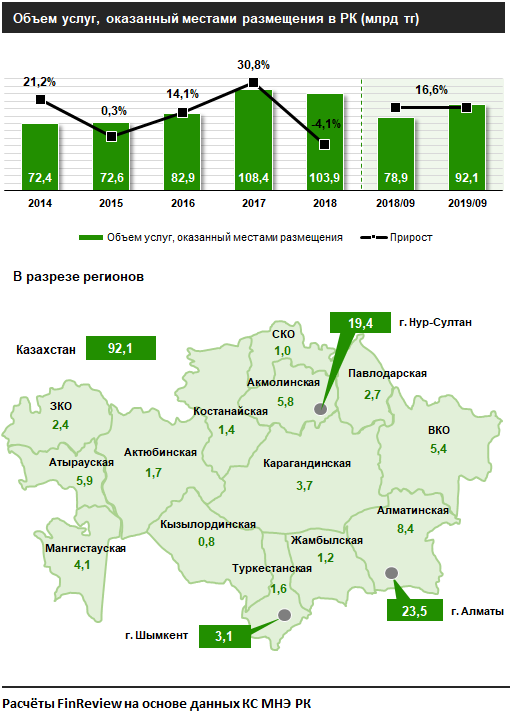 Объем услуг, оказанный местами размещения в РК (млрд тг)
21,2%
0,3%
14,1%
30,8%
-4,1%
16,6%
72,4
72,6
82,9
108,4
103,9
78,9
92,1
2014
2015
2016
2017
2018
2018/09
2019/09
Объем услуг, оказанный местами размещения
Прирост
В разрезе регионов
Казахстан
92,1
19,4
г. Нур-Султан
СКО
1,0
Акмолинская
5,8
Павлодарская
2,7
Костанайская
1,4
ЗКО
2,4
ВКО
5,4
Атырауская
5,9
Актюбинская
1,7
Карагандинская
3,7
Мангистауская
4,1
Кызылординская
0,8
Жамбылская
1,2
Алматинская
8,4
Туркестанская
1,6
г. Шымкент
3,1
23,5
г. Алматы
Расчёты FinReview на основе данных КС МНЭ РК